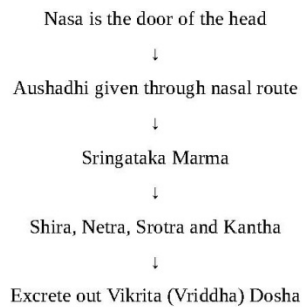 Nasa is the door of the head
↓
Aushadhi given through nasal route
↓
Sringataka Marma
↓
Shira, Netra, Srotra and Kantha
↓
Excrete out Vikrita (Vriddha) Dosha